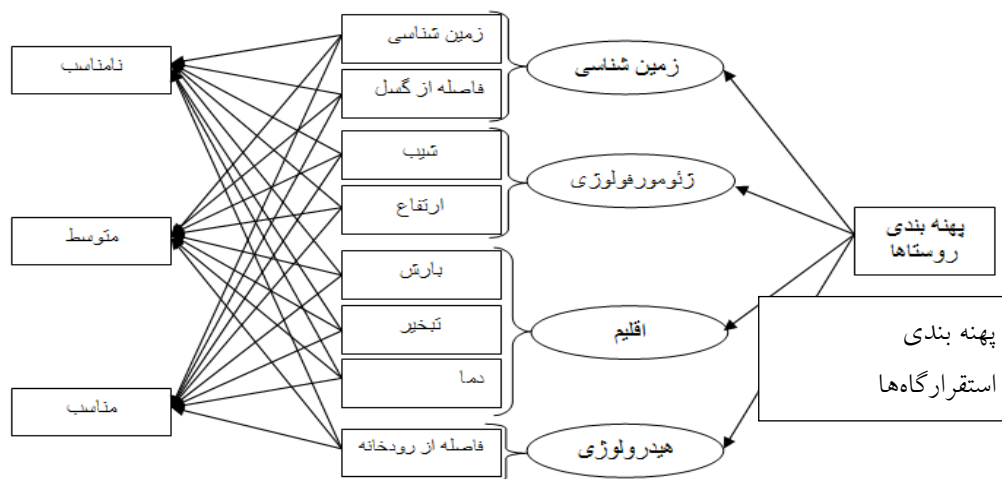 پهنه بندی
روستاها
پهنه بندی
استقرارگاه‌ها
زمین شناسی
ژئومورفولوژی
اقلیم
هیدرولوژی
زمین شناسی
فاصله از گسل
شیب
ارتفاع
بارش
تبخیر
دما
فاصله از رودخانه
نامناسب
متوسط
مناسب